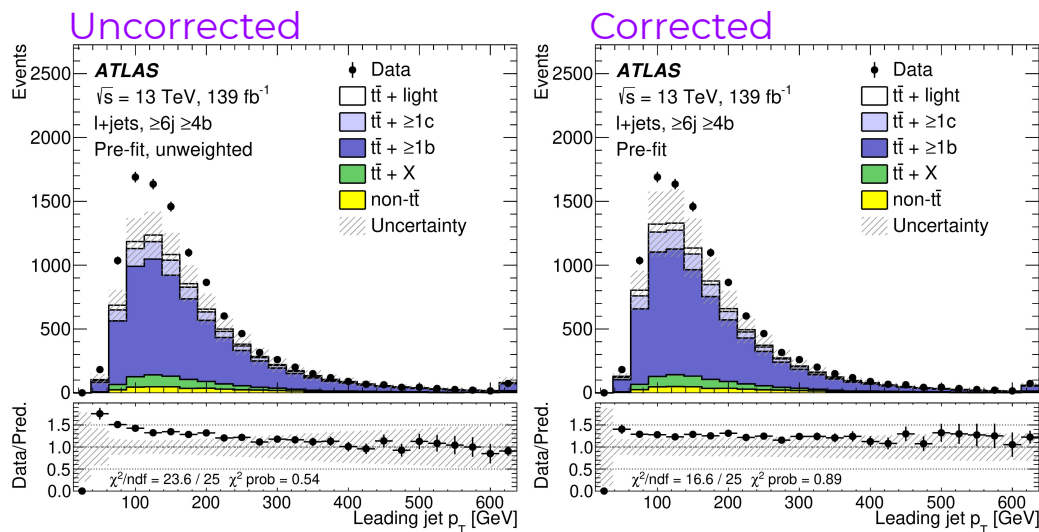 Uncorrected
Events
2500
2000
1500
1000
500
0
ATLAS
√s = 13 TeV, 139 fb⁻¹
l+jets, ≥6j ≥4b
Pre-fit, unweighted
Data
tt̄ + light
tt̄ + ≥1c
tt̄ + ≥1b
tt̄ + X
non-tt̄
Uncertainty
Data/Pred.
1.5
1.0
0.5
0.0
χ²/ndf = 23.6 / 25 χ² prob = 0.54
0 100 200 300 400 500 600
Leading jet p_T [GeV]
Corrected
Events
2500
2000
1500
1000
500
0
ATLAS
√s = 13 TeV, 139 fb⁻¹
l+jets, ≥6j ≥4b
Pre-fit
Data
tt̄ + light
tt̄ + ≥1c
tt̄ + ≥1b
tt̄ + X
non-tt̄
Uncertainty
Data/Pred.
1.5
1.0
0.5
0.0
χ²/ndf = 16.6 / 25 χ² prob = 0.89
0 100 200 300 400 500 600
Leading jet p_T [GeV]